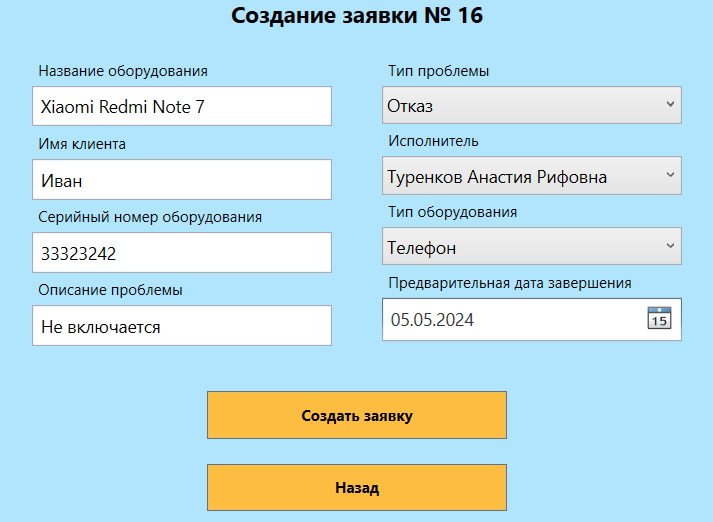 Создание заявки № 16
Название оборудования
Xiaomi Redmi Note 7
Имя клиента
Иван
Серийный номер оборудования
33323242
Описание проблемы
Не включается
Тип проблемы
Отказ
Исполнитель
Туренков Анастия Рифовна
Тип оборудования
Телефон
Предварительная дата завершения
05.05.2024
15
Создать заявку
Назад